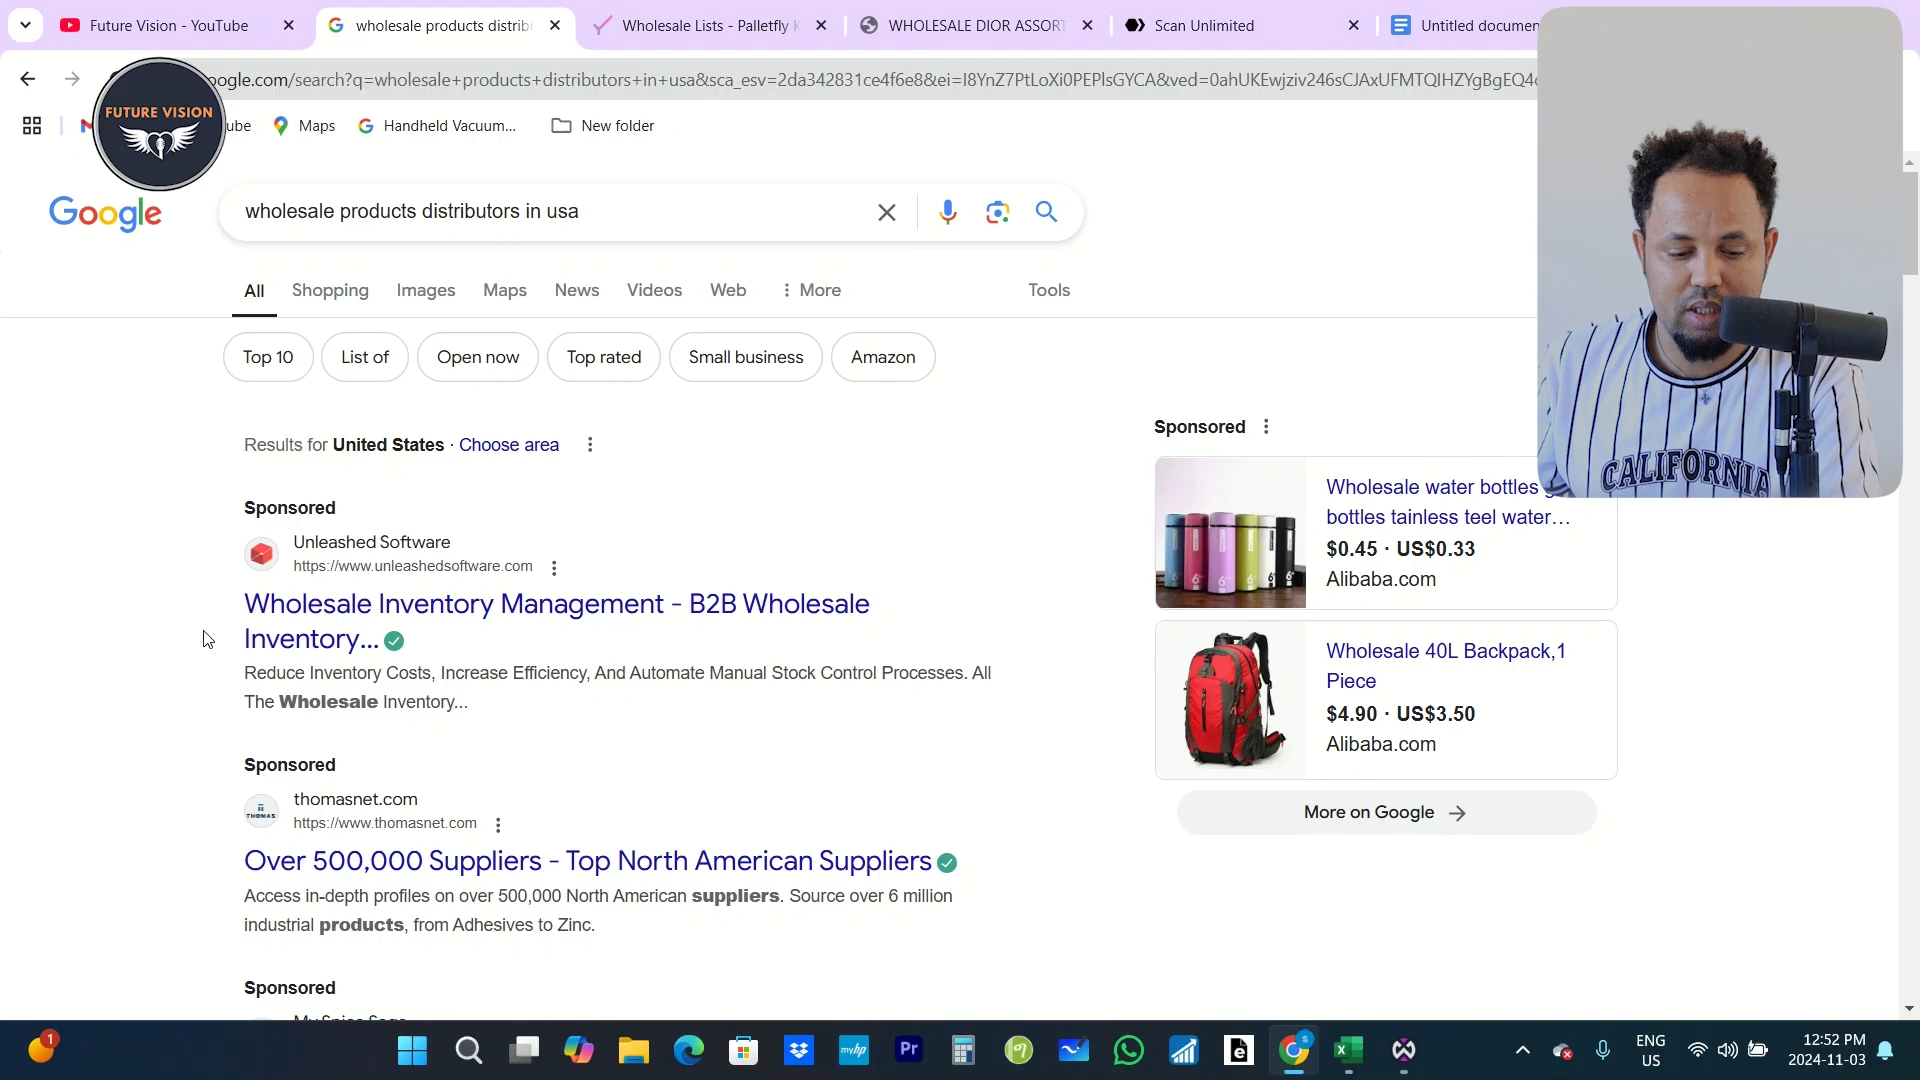 Future Vision - YouTube
wholesale products distrib
Wholesale Lists - Palletfly K
WHOLESALE DIOR ASSORT
Scan Unlimited
Untitled documen
oogle.com/search?q=wholesale+products+distributors+in+usa&sca_esv=2da342831ce4f6e8&ei=I8YnZ7PtLoXi0PEPlsGYCA&ved=0ahUKEwjziv246sCJAxUFMTQIHZYgBgEQ4d
FUTURE VISION
ube
Maps
Handheld Vacuum...
New folder
Google
wholesale products distributors in usa
All
Shopping
Images
Maps
News
Videos
Web
More
Tools
Top 10
List of
Open now
Top rated
Small business
Amazon
Results for United States · Choose area
Sponsored
Unleashed Software
https://www.unleashedsoftware.com
Wholesale Inventory Management - B2B Wholesale
Inventory...
Reduce Inventory Costs, Increase Efficiency, And Automate Manual Stock Control Processes. All
The Wholesale Inventory...
Sponsored
THOMAS
thomasnet.com
https://www.thomasnet.com
Over 500,000 Suppliers - Top North American Suppliers
Access in-depth profiles on over 500,000 North American suppliers. Source over 6 million
industrial products, from Adhesives to Zinc.
Sponsored
My Spice Sage
Sponsored
Wholesale water bottles
bottles tainless teel water...
$0.45 · US$0.33
Alibaba.com
Wholesale 40L Backpack,1
Piece
$4.90 · US$3.50
Alibaba.com
More on Google
CALIFORNIA
1
myhp
Pr
ENG
US
12:52 PM
2024-11-03